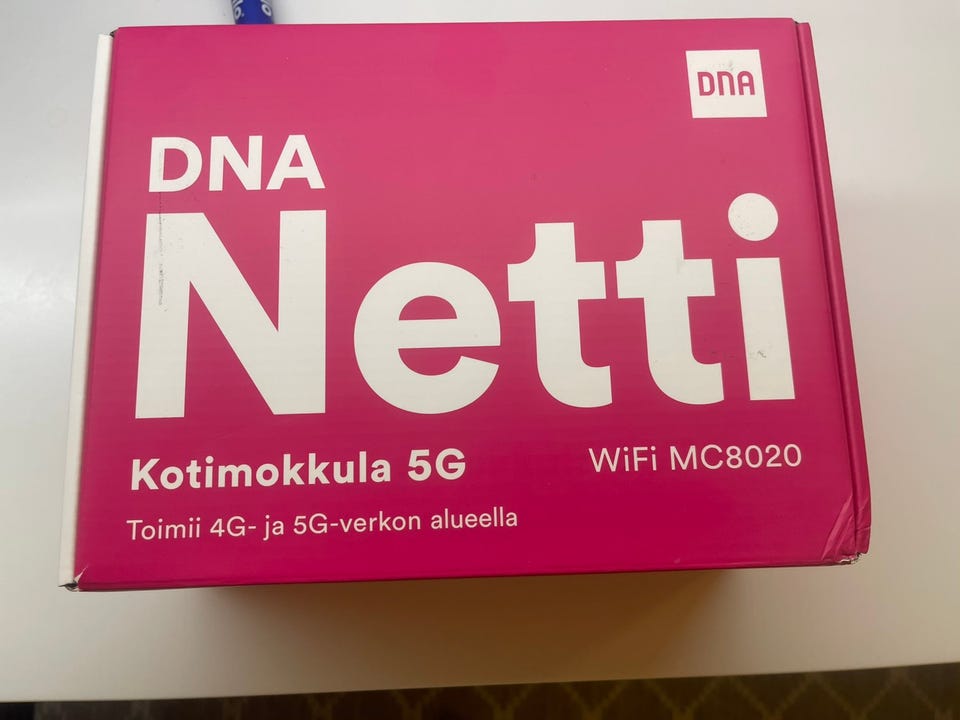 DNA
DNA
Netti
Kotimokkula 5G
WiFi MC8020
Toimii 4G- ja 5G-verkon alueella